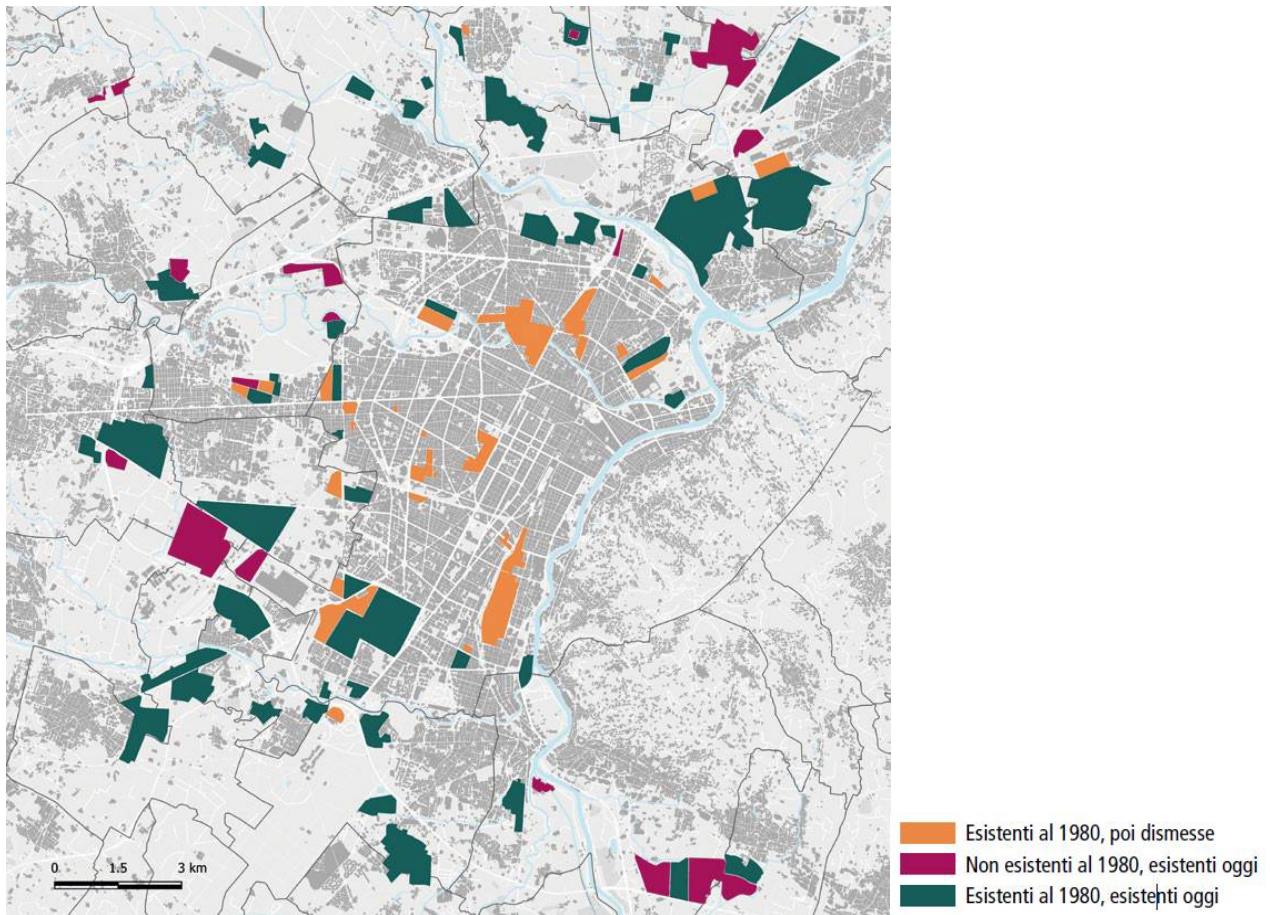 0 1.5 3 km
Esistenti al 1980, poi dismesse
Non esistenti al 1980, esistenti oggi
Esistenti al 1980, esistenti oggi